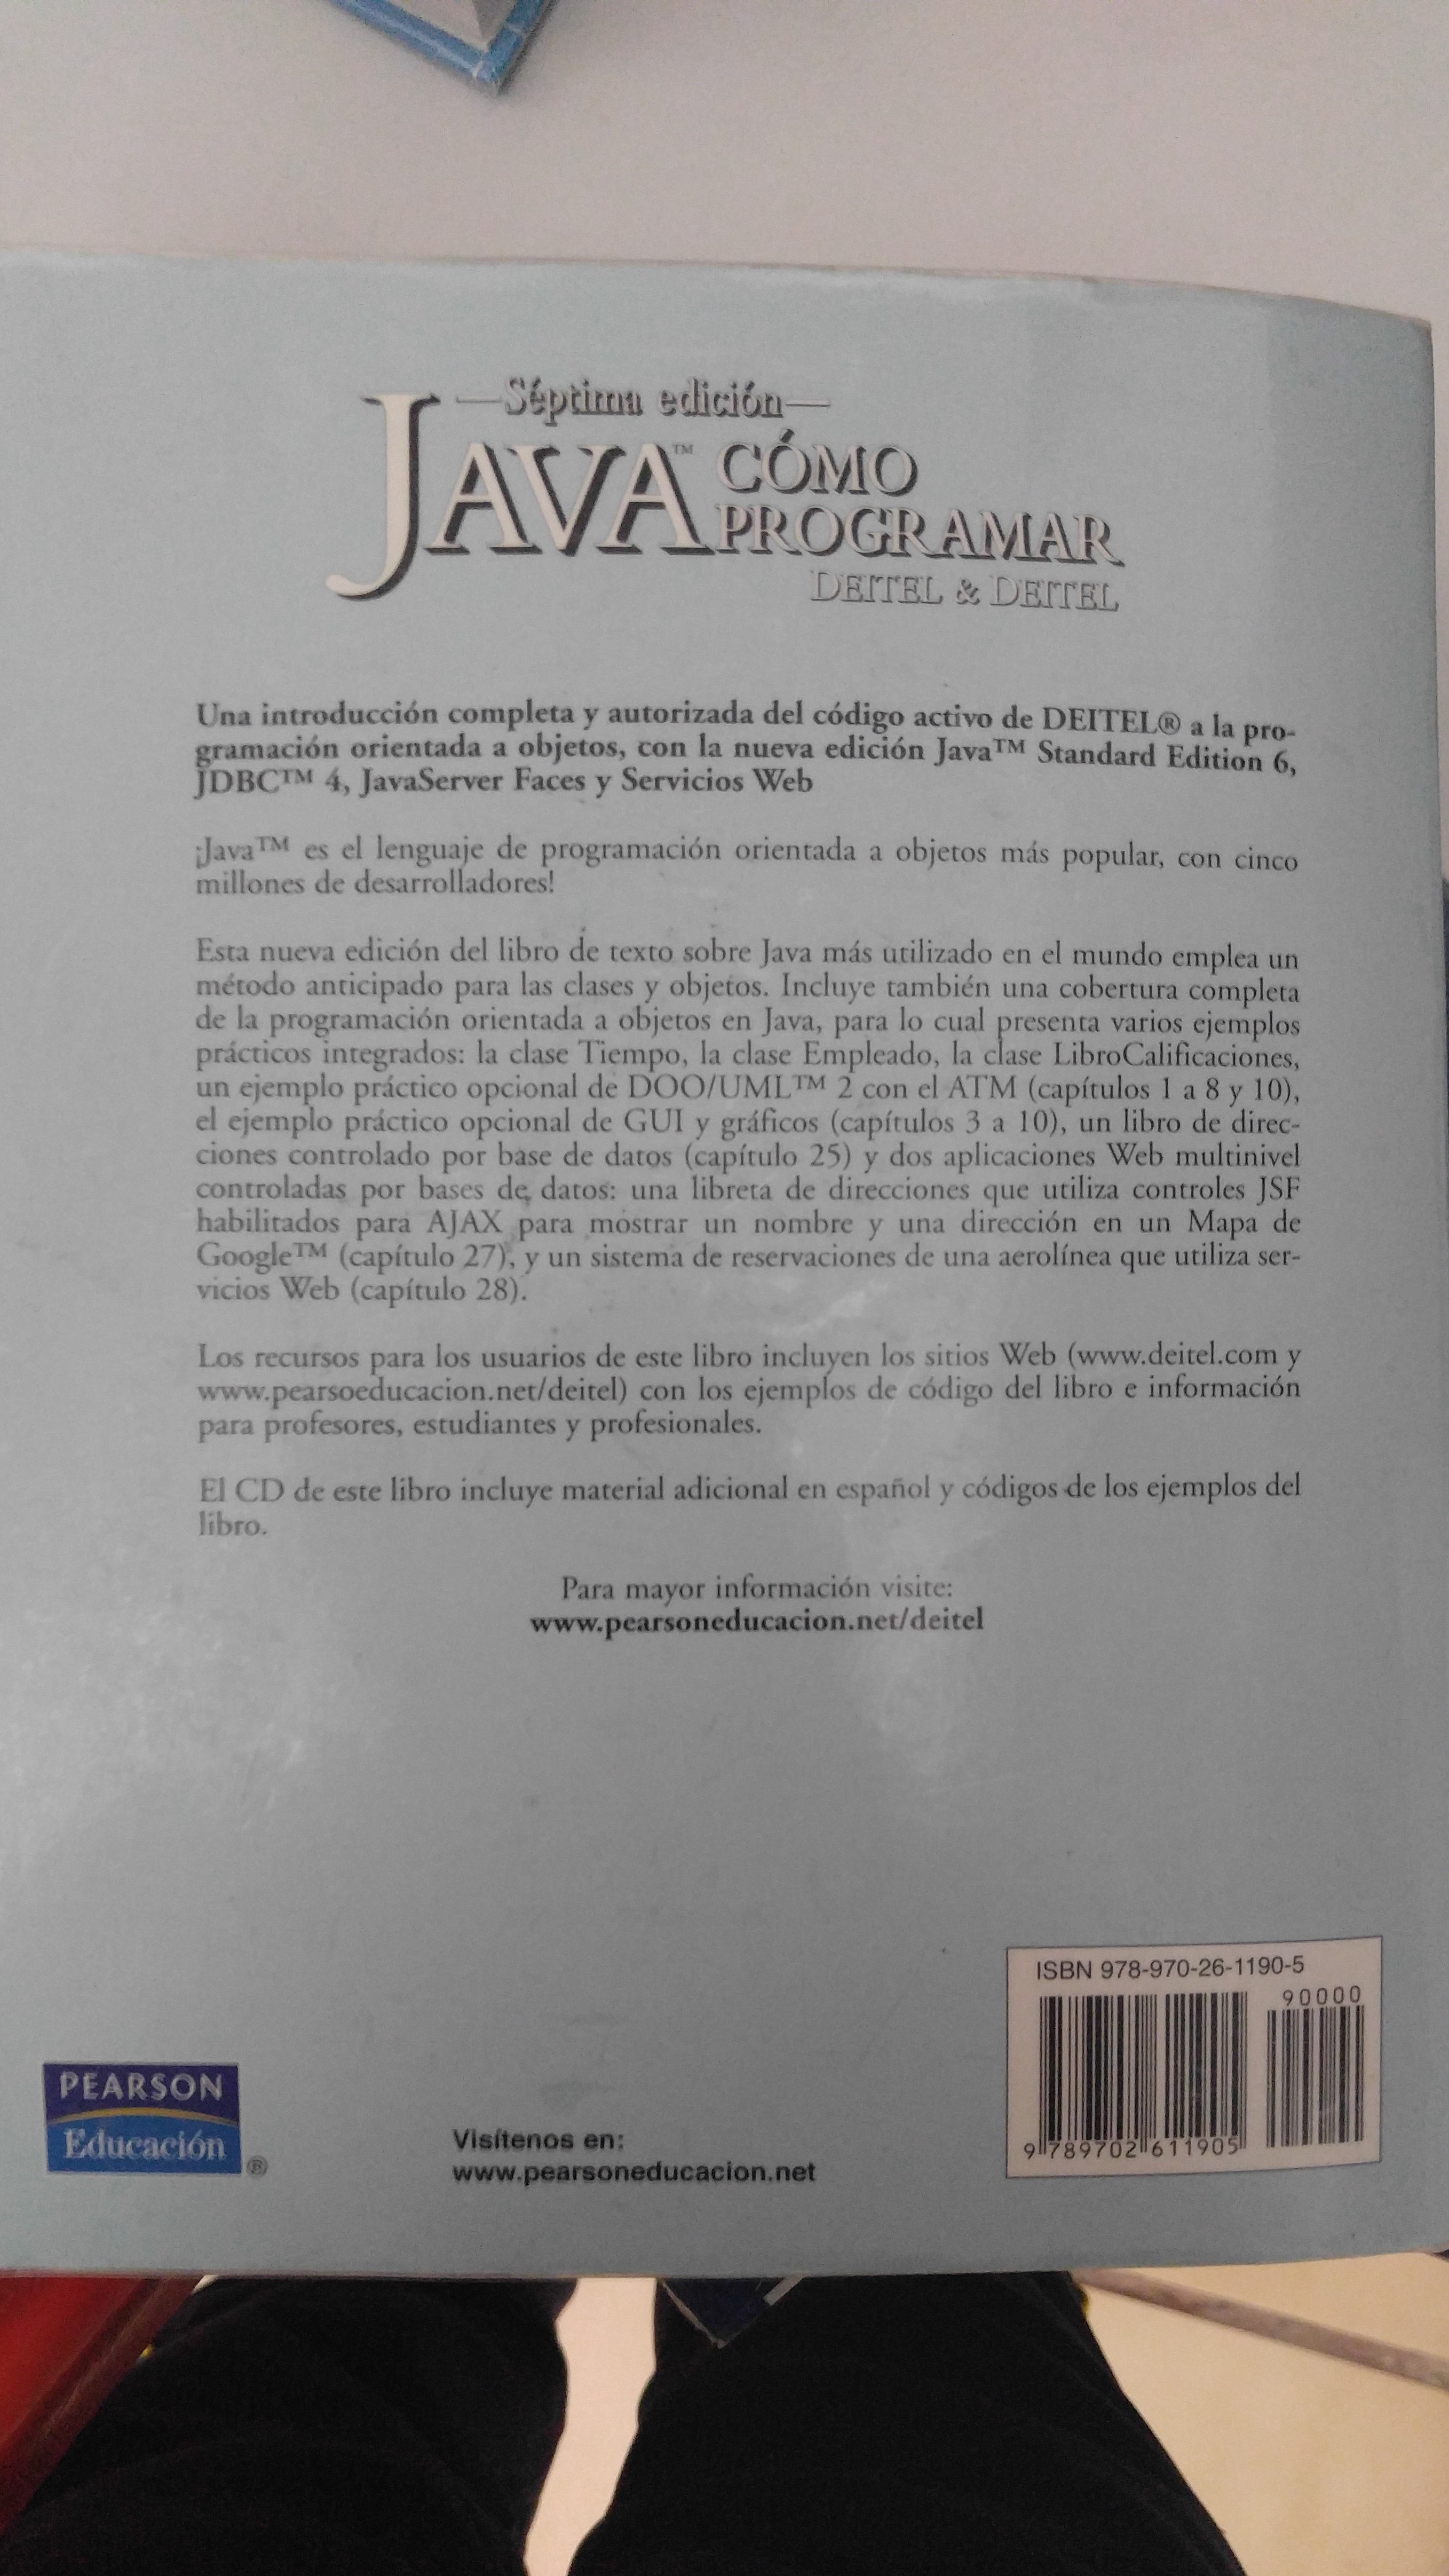 Séptima edición
JAVA™ CÓMO
PROGRAMAR
DEITEL & DEITEL
Una introducción completa y autorizada del código activo de DEITEL® a la pro-
gramación orientada a objetos, con la nueva edición Java™ Standard Edition 6,
JDBC™ 4, JavaServer Faces y Servicios Web
¡Java™ es el lenguaje de programación orientada a objetos más popular, con cinco
millones de desarrolladores!
Esta nueva edición del libro de texto sobre Java más utilizado en el mundo emplea un
método anticipado para las clases y objetos. Incluye también una cobertura completa
de la programación orientada a objetos en Java, para lo cual presenta varios ejemplos
prácticos integrados: la clase Tiempo, la clase Empleado, la clase LibroCalificaciones,
un ejemplo práctico opcional de DOO/UML™ 2 con el ATM (capítulos 1 a 8 y 10),
el ejemplo práctico opcional de GUI y gráficos (capítulos 3 a 10), un libro de direc-
ciones controlado por base de datos (capítulo 25) y dos aplicaciones Web multinivel
controladas por bases de datos: una libreta de direcciones que utiliza controles JSF
habilitados para AJAX para mostrar un nombre y una dirección en un Mapa de
Google™ (capítulo 27), y un sistema de reservaciones de una aerolínea que utiliza ser-
vicios Web (capítulo 28).
Los recursos para los usuarios de este libro incluyen los sitios Web (www.deitel.com y
www.pearsoeducacion.net/deitel) con los ejemplos de código del libro e información
para profesores, estudiantes y profesionales.
El CD de este libro incluye material adicional en español y códigos de los ejemplos del
libro.
Para mayor información visite:
www.pearsoneducacion.net/deitel
ISBN 978-970-26-1190-5
90000
9 789702 611905
PEARSON
Educación®
Visítenos en:
www.pearsoneducacion.net